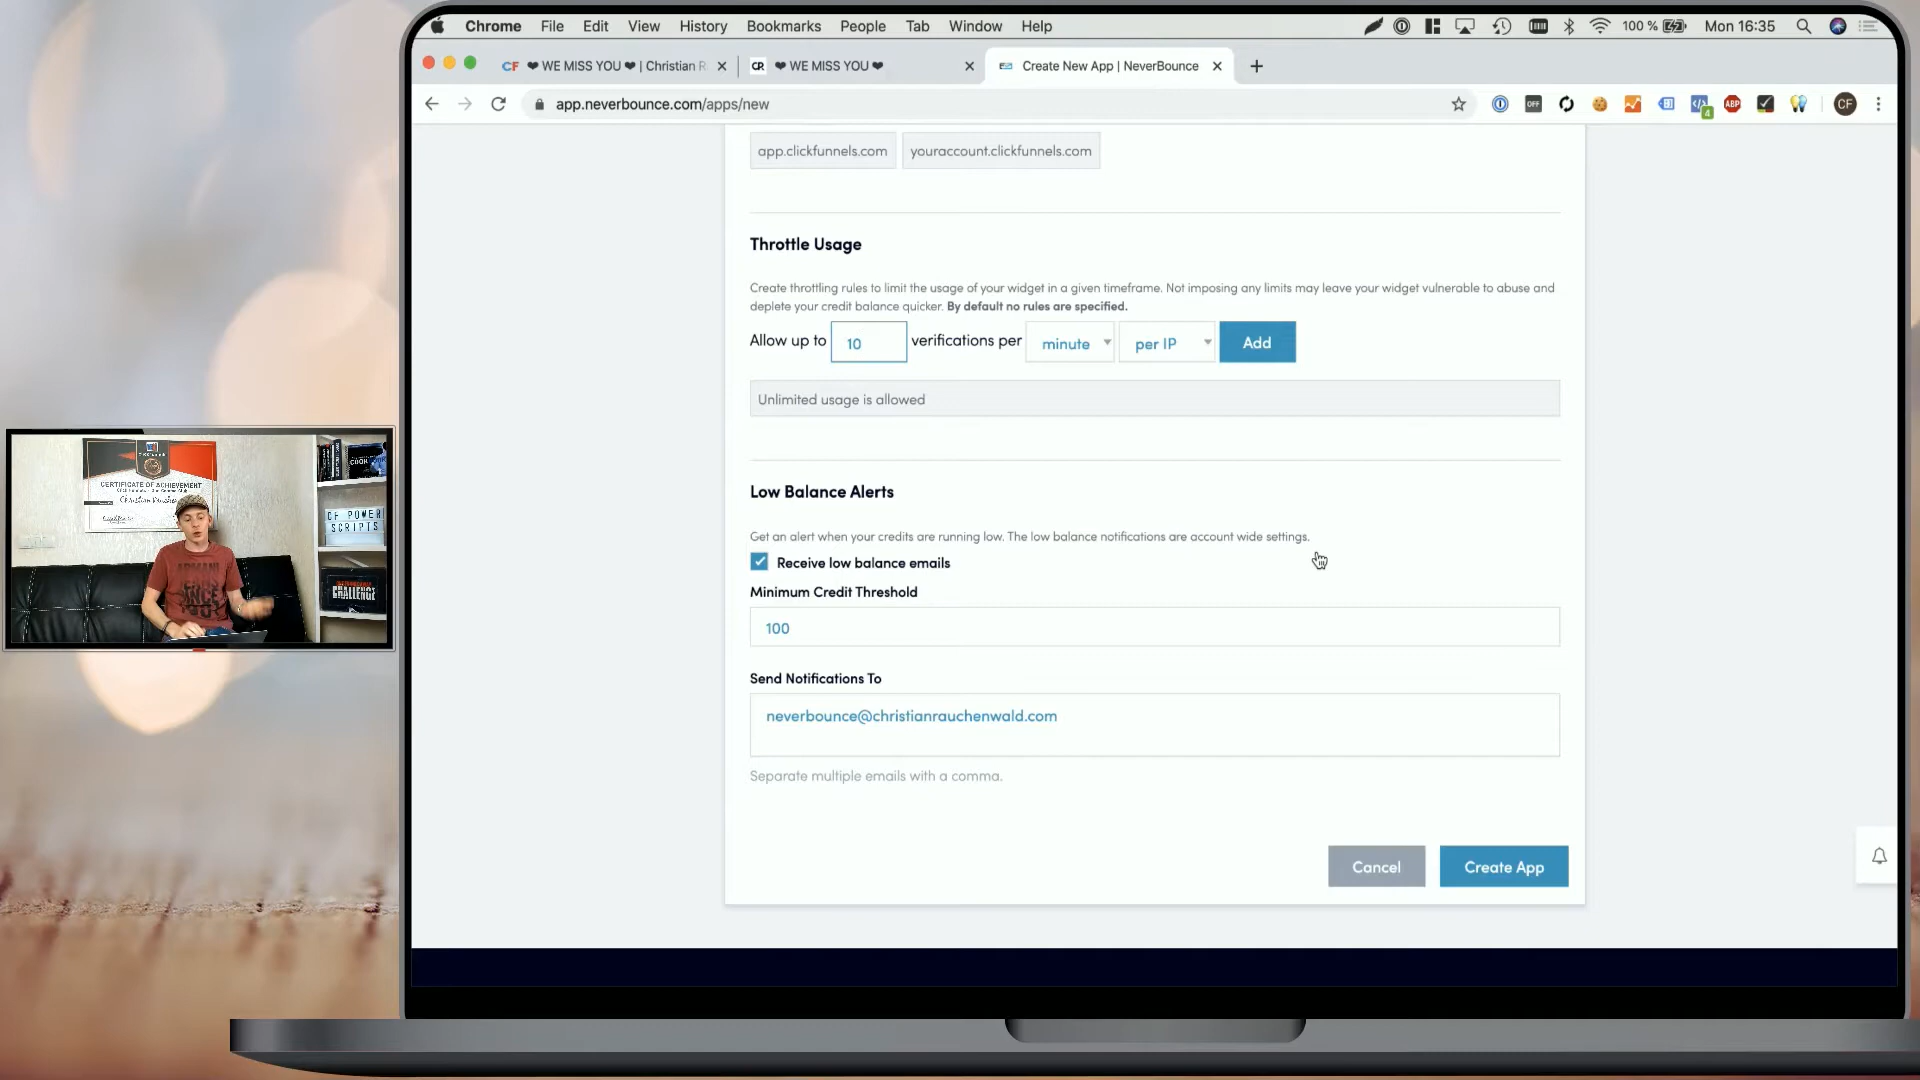 Chrome File Edit View History Bookmarks People Tab Window Help 100 % Mon 16:35
CF ❤ WE MISS YOU ❤ | Christian R CR ❤ WE MISS YOU ❤ Create New App | NeverBounce
app.neverbounce.com/apps/new OFF 4 ABP CF
app.clickfunnels.com youraccount.clickfunnels.com
Throttle Usage
Create throttling rules to limit the usage of your widget in a given timeframe. Not imposing any limits may leave your widget vulnerable to abuse and
deplete your credit balance quicker. By default no rules are specified.
Allow up to 10 verifications per minute per IP Add
Unlimited usage is allowed
Low Balance Alerts
Get an alert when your credits are running low. The low balance notifications are account wide settings.
Receive low balance emails
Minimum Credit Threshold
100
Send Notifications To
neverbounce@christianrauchenwald.com
Separate multiple emails with a comma.
Cancel Create App
CERTIFICATE OF ACHIEVEMENT
COOK
CF POWER
SCRIPTS
CHALLENGE